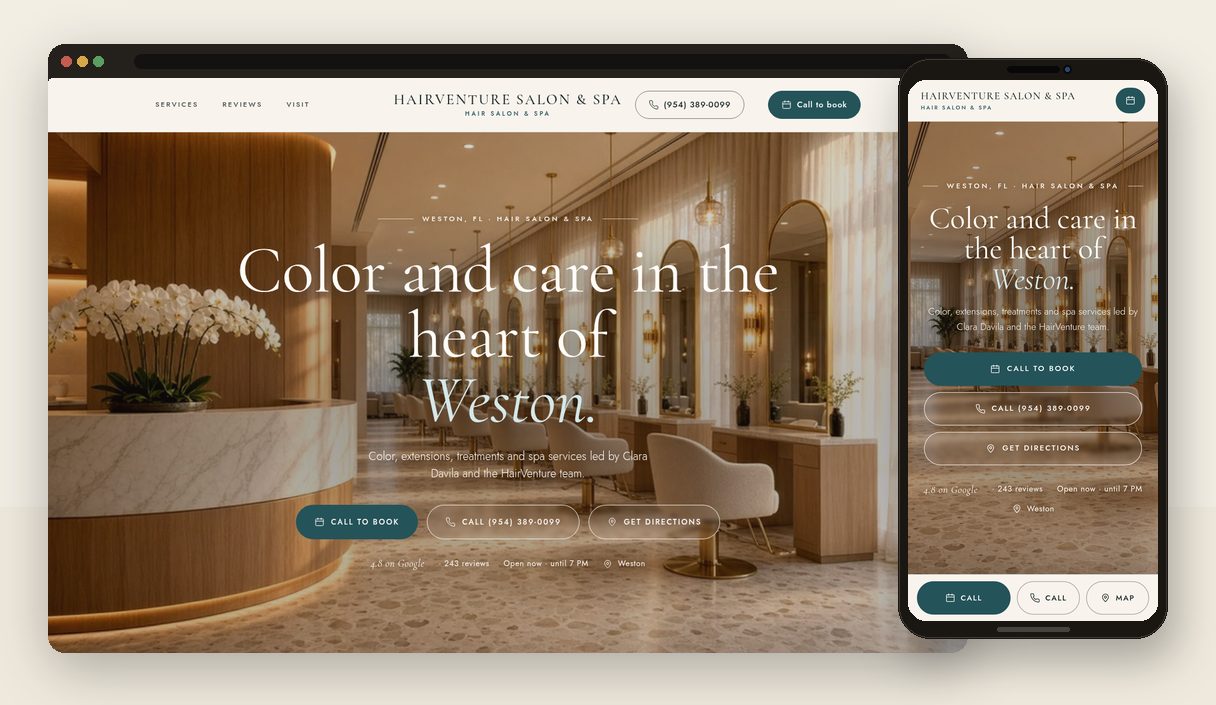 SERVICES
REVIEWS
VISIT
HAIRVENTURE SALON & SPA
HAIR SALON & SPA
(954) 389-0099
Call to book
WESTON, FL · HAIR SALON & SPA
Color and care in the
heart of
Weston.
Color, extensions, treatments and spa services led by Clara
Davila and the HairVenture team.
CALL TO BOOK
CALL (954) 389-0099
GET DIRECTIONS
4.8 on Google · 243 reviews
Open now · until 7 PM
Weston
HAIRVENTURE SALON & SPA
HAIR SALON & SPA
WESTON, FL · HAIR SALON & SPA
Color and care in
the heart of
Weston.
Color, extensions, treatments and spa services led by
Clara Davila and the HairVenture team.
CALL TO BOOK
CALL (954) 389-0099
GET DIRECTIONS
4.8 on Google · 243 reviews
Open now · until 7 PM
Weston
CALL
CALL
MAP